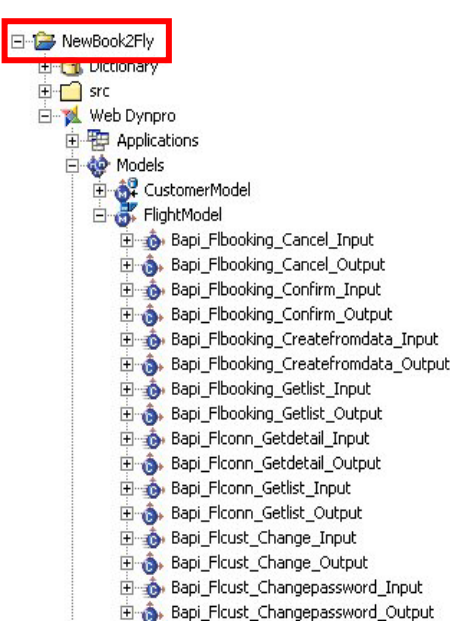 NewBook2Fly
Dictionary
src
Web Dynpro
Applications
Models
CustomerModel
FlightModel
Bapi_Flbooking_Cancel_Input
Bapi_Flbooking_Cancel_Output
Bapi_Flbooking_Confirm_Input
Bapi_Flbooking_Confirm_Output
Bapi_Flbooking_Createfromdata_Input
Bapi_Flbooking_Createfromdata_Output
Bapi_Flbooking_Getlist_Input
Bapi_Flbooking_Getlist_Output
Bapi_Flconn_Getdetail_Input
Bapi_Flconn_Getdetail_Output
Bapi_Flconn_Getlist_Input
Bapi_Flconn_Getlist_Output
Bapi_Flcust_Change_Input
Bapi_Flcust_Change_Output
Bapi_Flcust_Changepassword_Input
Bapi_Flcust_Changepassword_Output